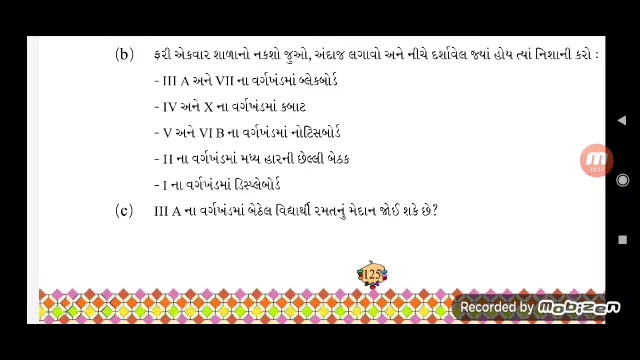 (b) ફરી એકવાર શાળાનો નકશો જુઓ, અંદાજ લગાવો અને નીચે દર્શાવેલ જ્યાં હોય ત્યાં નિશાની કરો :
- III A અને VII ના વર્ગખંડમાં બ્લેકબોર્ડ
- IV અને X ના વર્ગખંડમાં કબાટ
- V અને VI B ના વર્ગખંડમાં નોટિસબોર્ડ
- II ના વર્ગખંડમાં મધ્ય હારની છેલ્લી બેઠક
- I ના વર્ગખંડમાં ડિસ્પ્લેબોર્ડ
(c) III A ના વર્ગખંડમાં બેઠેલ વિદ્યાર્થી રમતનું મેદાન જોઈ શકે છે?
125
Recorded by Mobizen